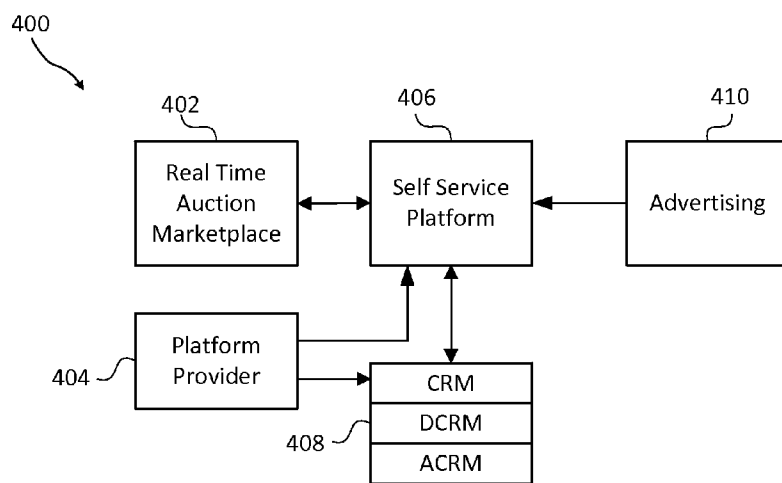 400
402
406
410
Real Time
Auction
Marketplace
Self Service
Platform
Advertising
404
Platform
Provider
408
CRM
DCRM
ACRM